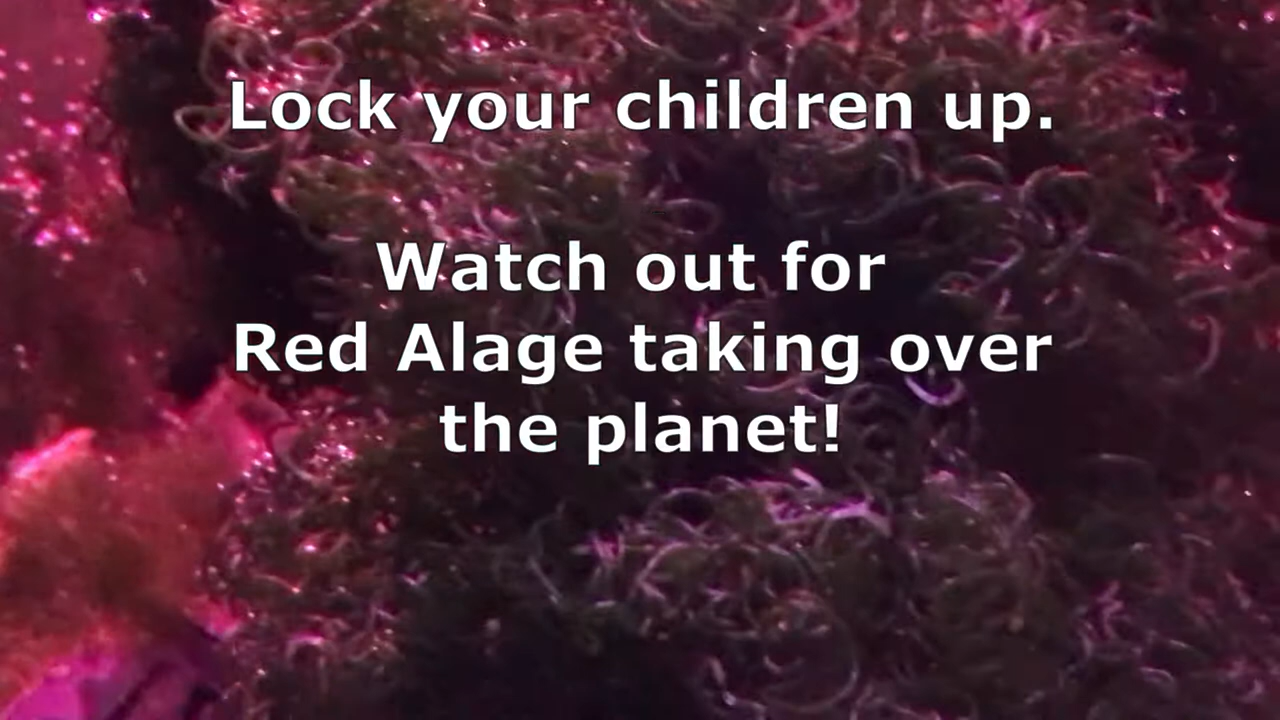 Lock your children up.
Watch out for
Red Alage taking over
the planet!